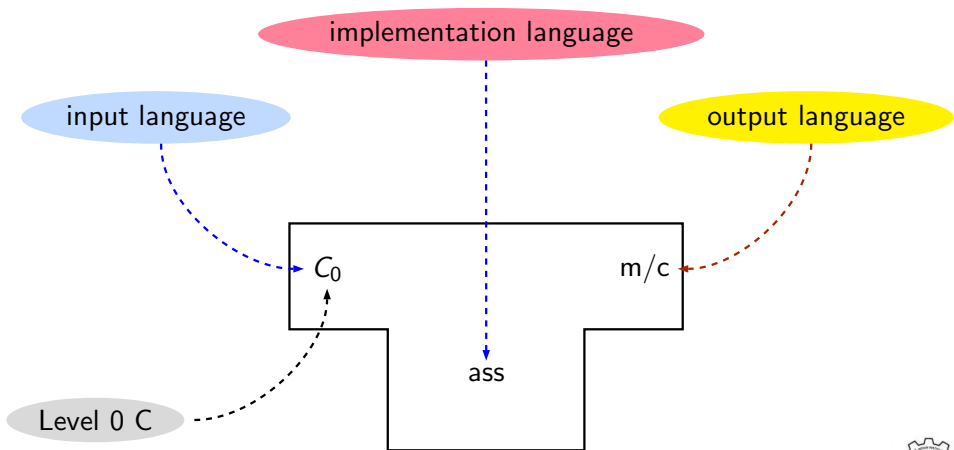 implementation language
input language
output language
C₀
m/c
ass
Level 0 C